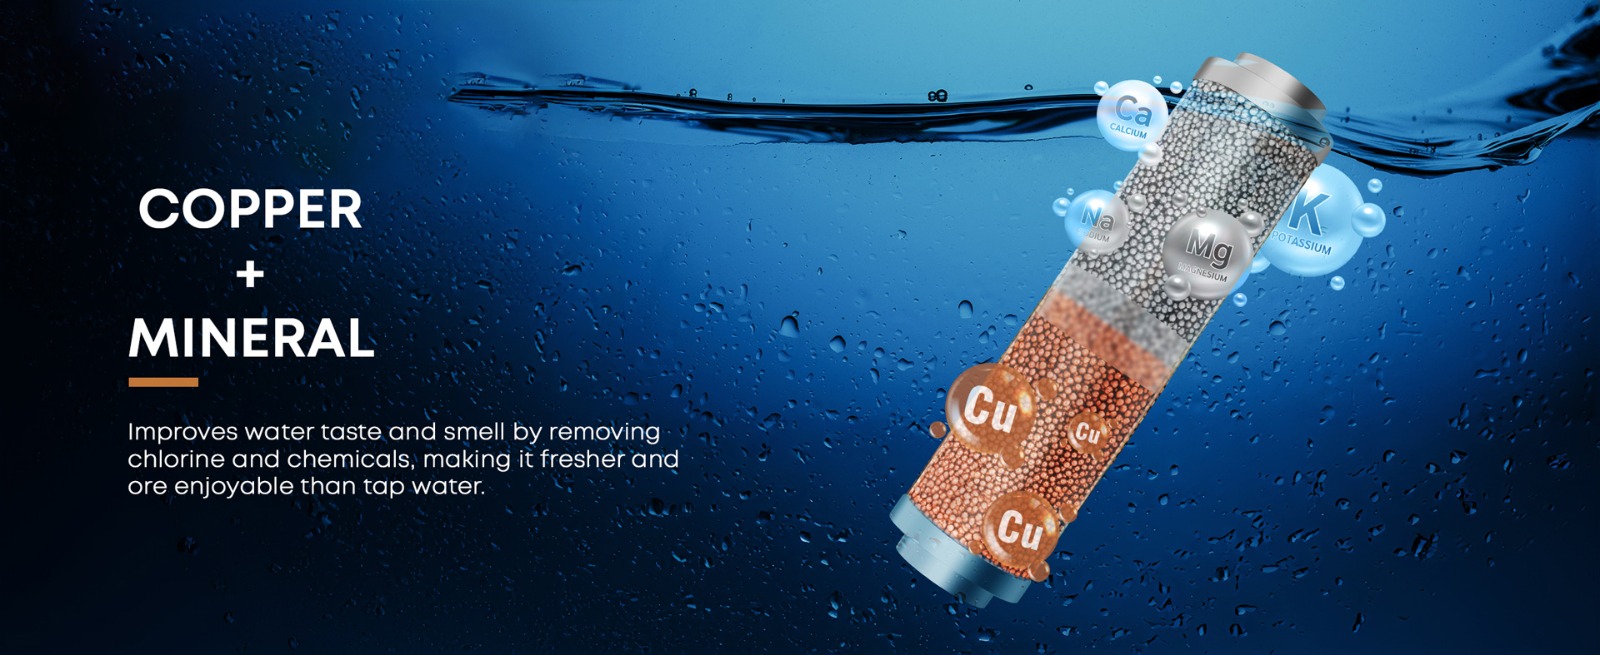 COPPER
+
MINERAL
Improves water taste and smell by removing
chlorine and chemicals, making it fresher and
ore enjoyable than tap water.
Ca
CALCIUM
Na
Mg
MAGNESIUM
K
POTASSIUM
Cu
Cu
Cu